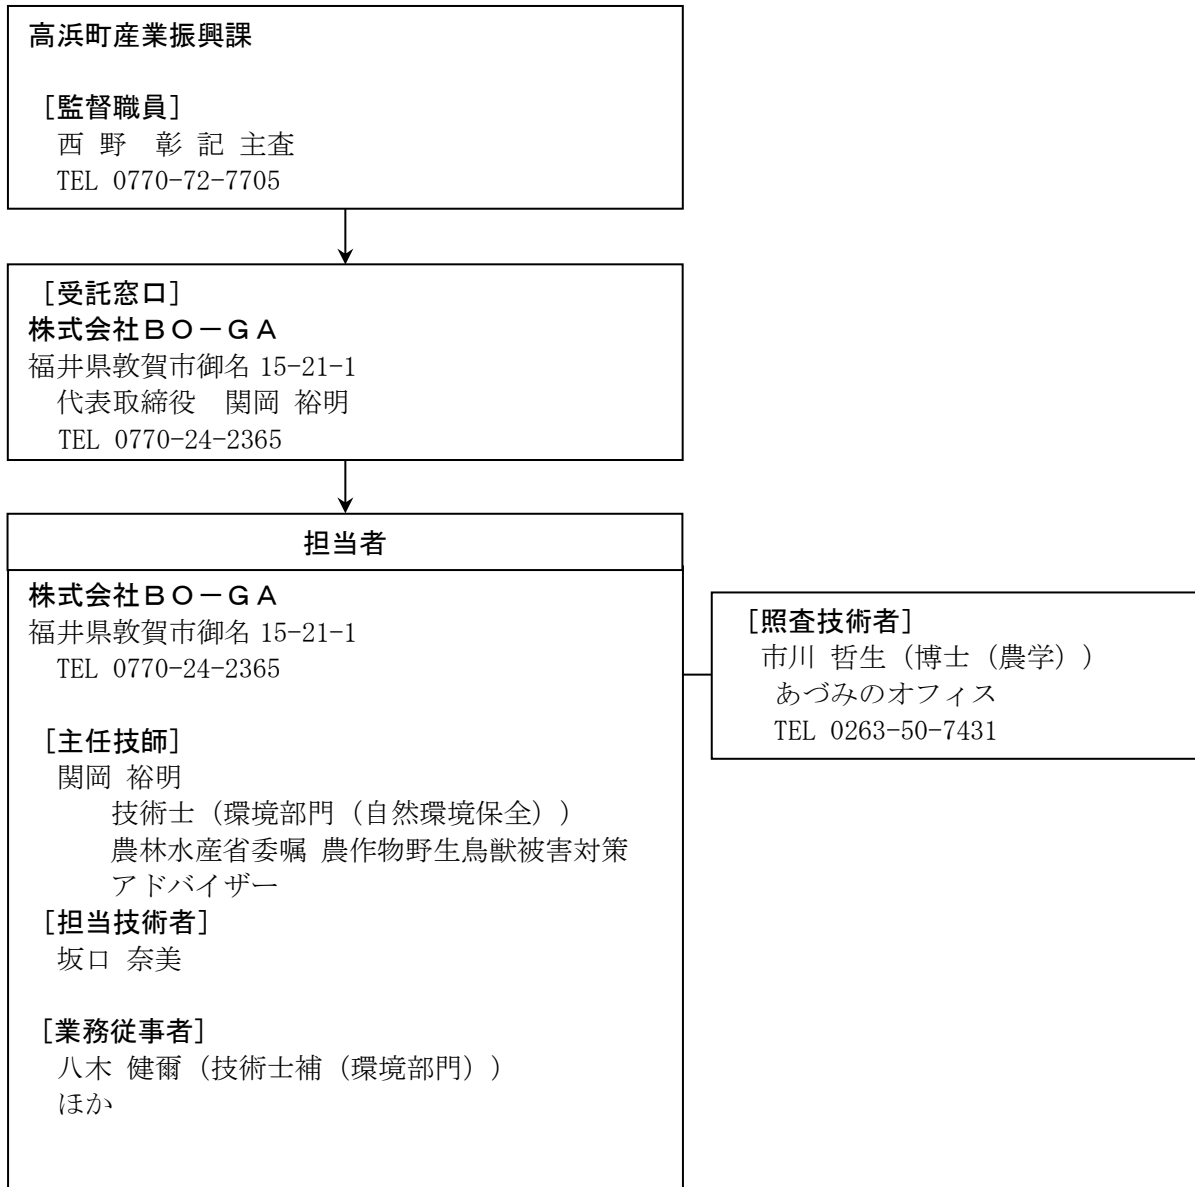 高浜町産業振興課
［監督職員］
西 野　彰 記 主査
TEL 0770-72-7705
［受託窓口］
株式会社ＢＯ－ＧＡ
福井県敦賀市御名 15-21-1
代表取締役　関岡 裕明
TEL 0770-24-2365
担当者
株式会社ＢＯ－ＧＡ
福井県敦賀市御名 15-21-1
TEL 0770-24-2365
［主任技師］
関岡 裕明
技術士（環境部門（自然環境保全））
農林水産省委嘱 農作物野生鳥獣被害対策
アドバイザー
［担当技術者］
坂口 奈美
［業務従事者］
八木 健爾（技術士補（環境部門））
ほか
［照査技術者］
市川 哲生（博士（農学））
あづみのオフィス
TEL 0263-50-7431